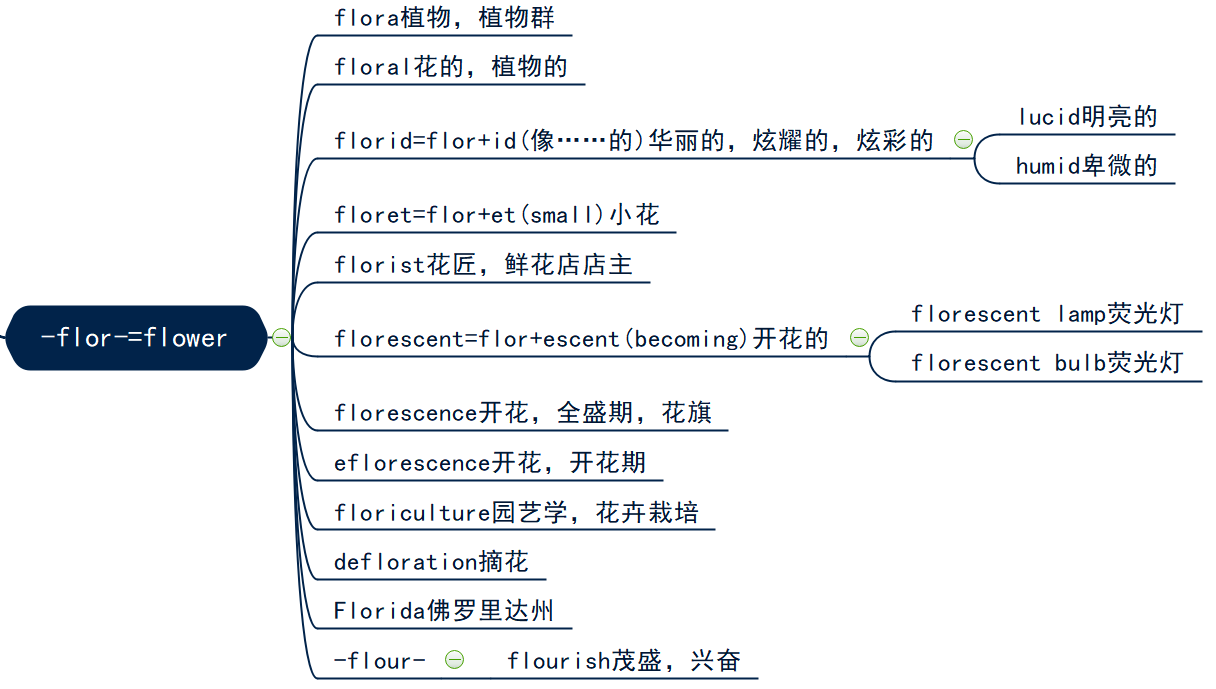 -flor-=flower
flora植物，植物群
floral花的，植物的
florid=flor+id(像……的)华丽的，炫耀的，炫彩的
lucid明亮的
humid卑微的
floret=flor+et(small)小花
florist花匠，鲜花店店主
florescent=flor+escent(becoming)开花的
florescent lamp荧光灯
florescent bulb荧光灯
florescence开花，全盛期，花旗
eflorescence开花，开花期
floriculture园艺学，花卉栽培
defloration摘花
Florida佛罗里达州
-flour-
flourish茂盛，兴奋